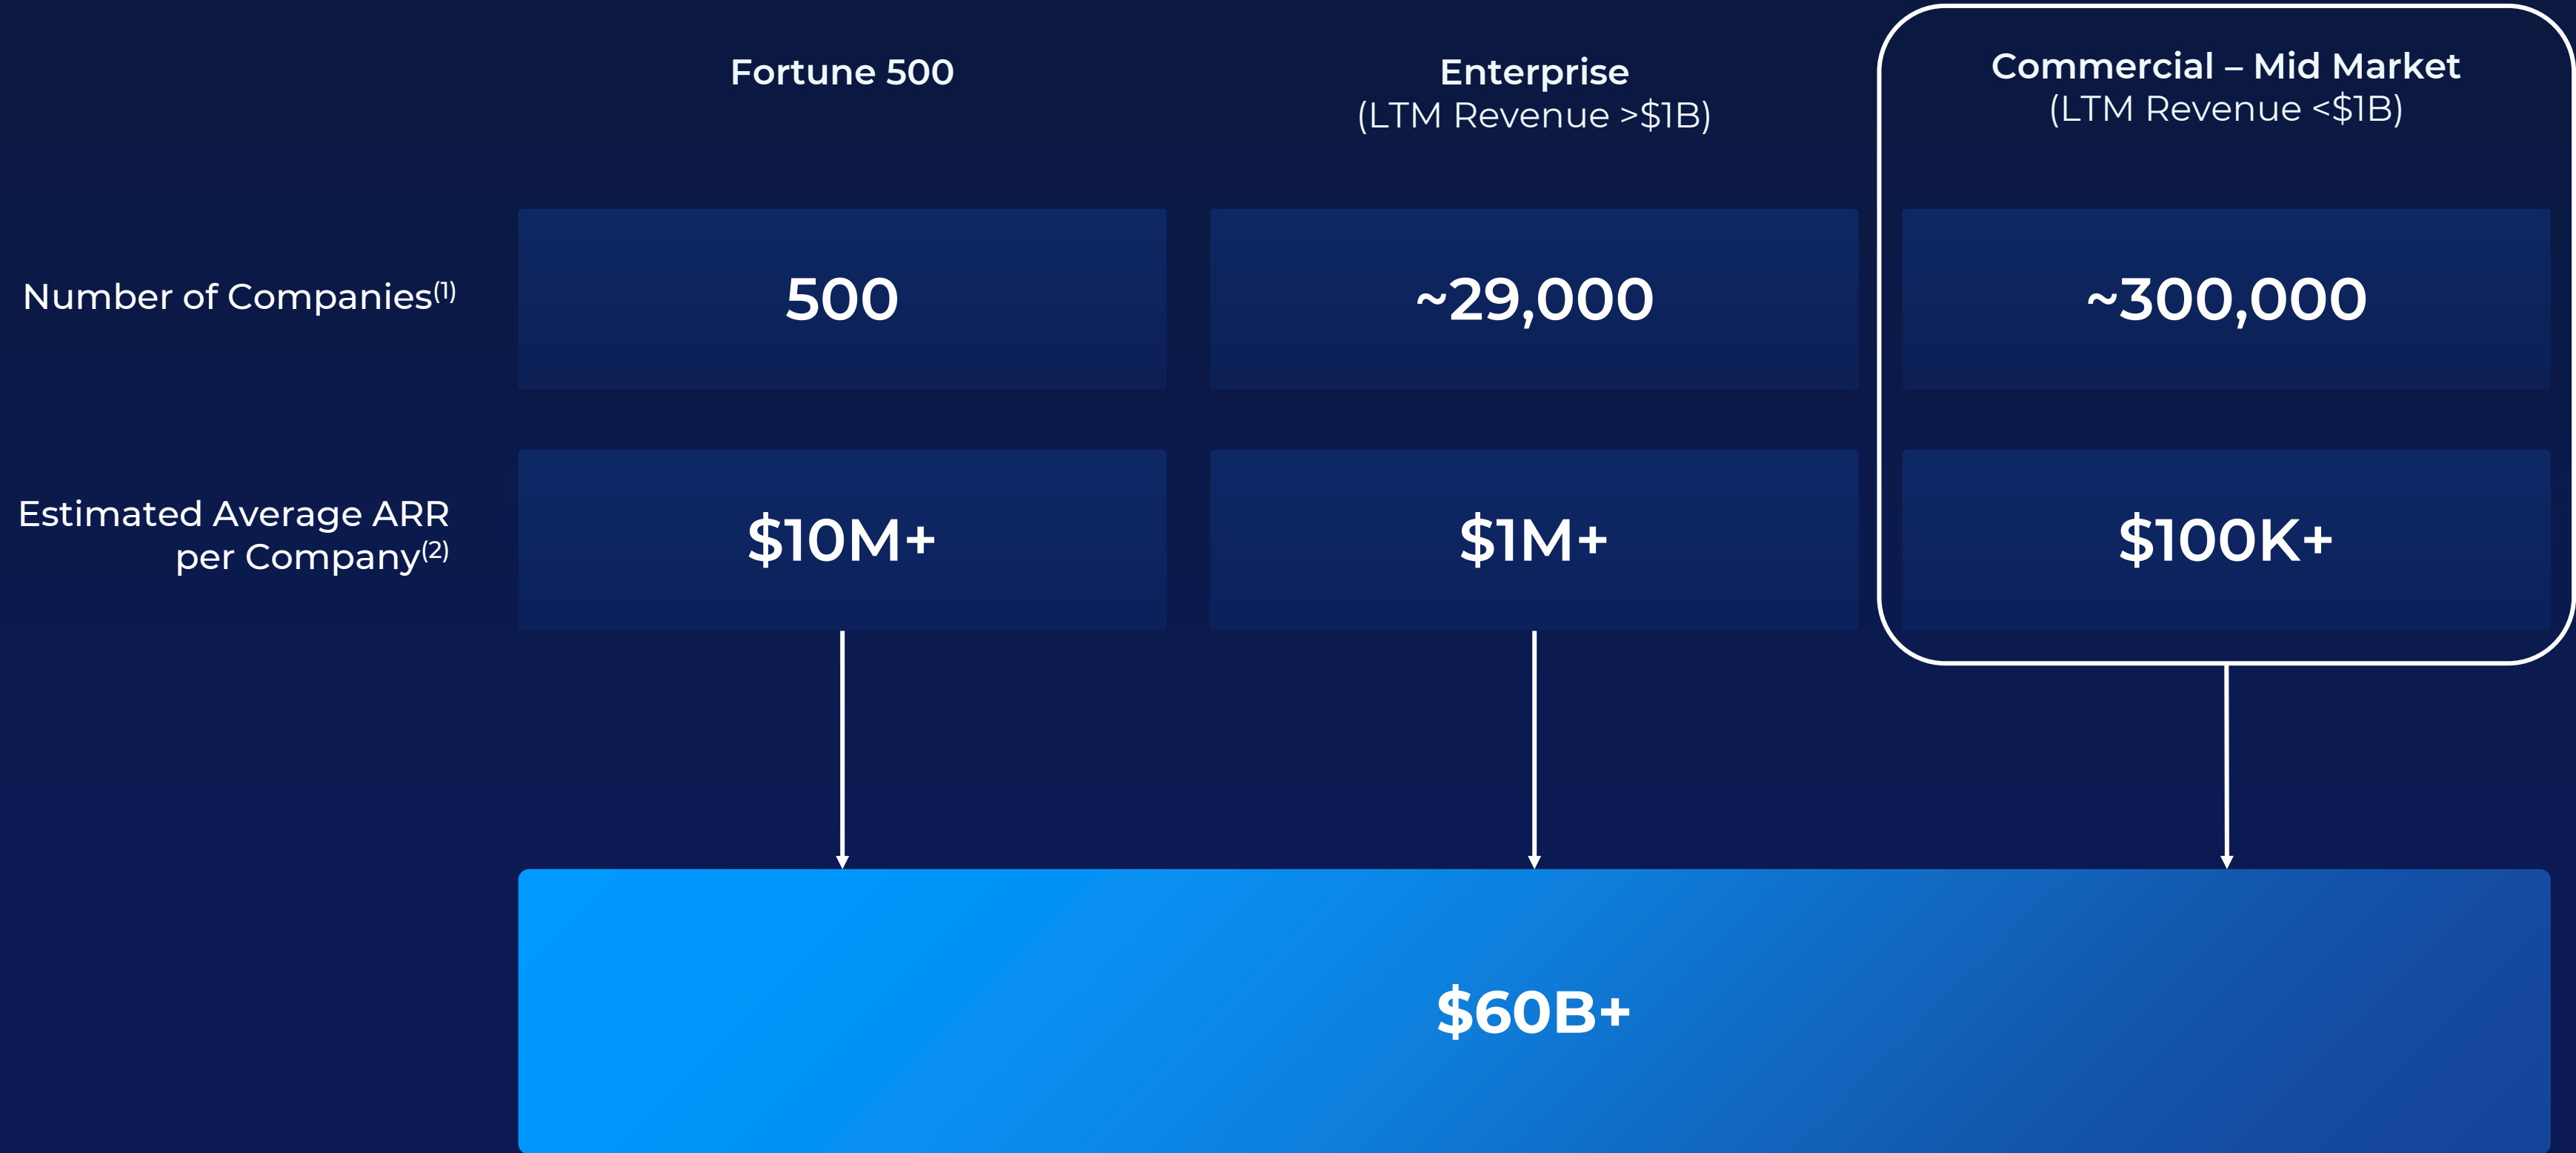 Fortune 500
Enterprise
(LTM Revenue >$1B)
Commercial – Mid Market
(LTM Revenue <$1B)
Number of Companies(1)
500
~29,000
~300,000
Estimated Average ARR
per Company(2)
$10M+
$1M+
$100K+
$60B+